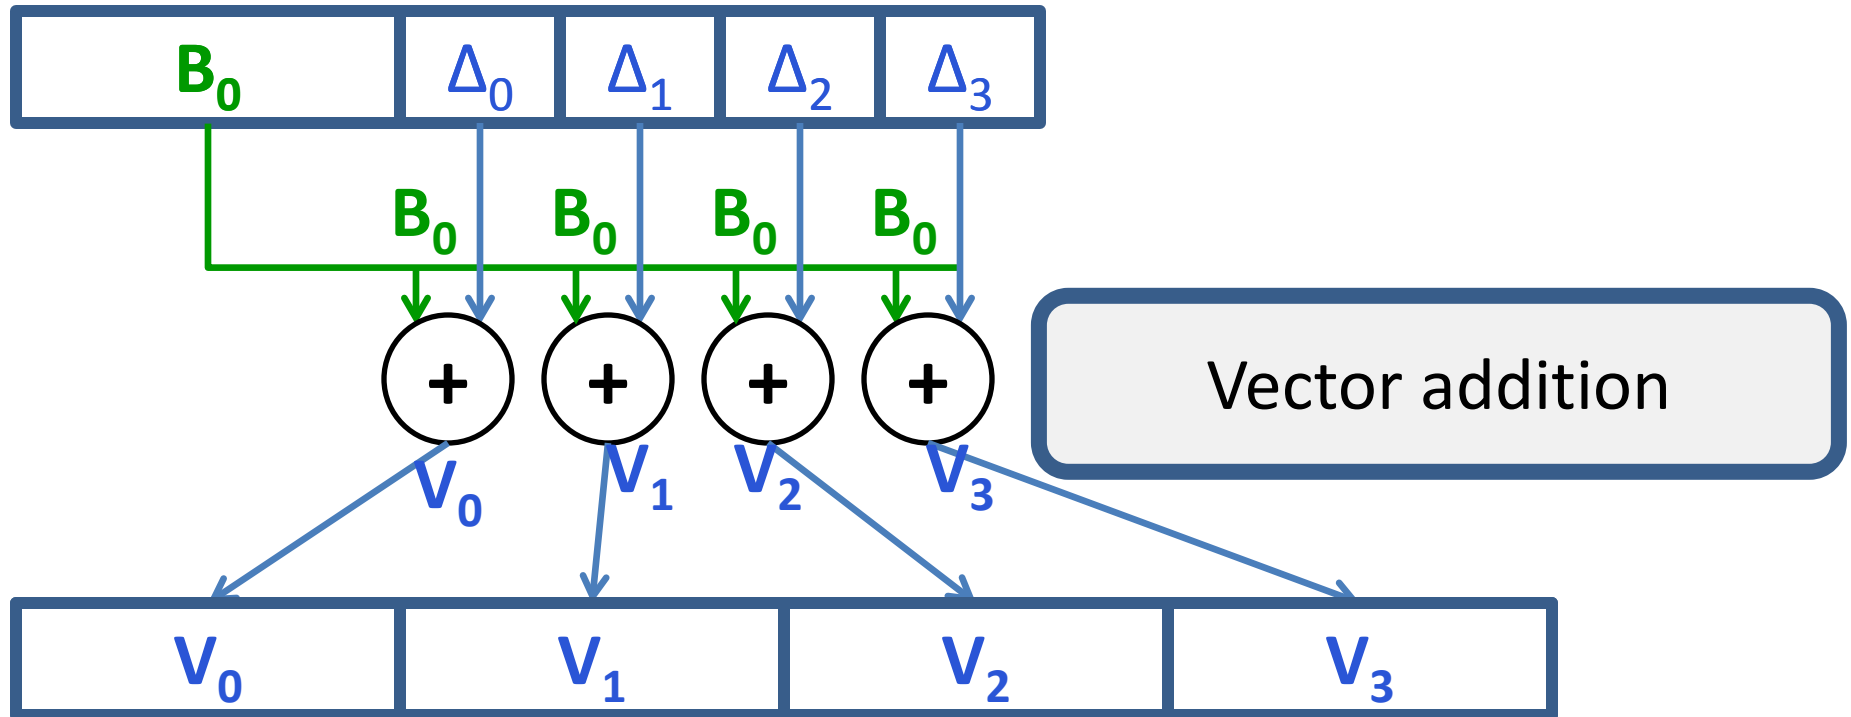 B₀ Δ₀ Δ₁ Δ₂ Δ₃
B₀ B₀ B₀ B₀
+ + + +
Vector addition
V₀ V₁ V₂ V₃
V₀ V₁ V₂ V₃